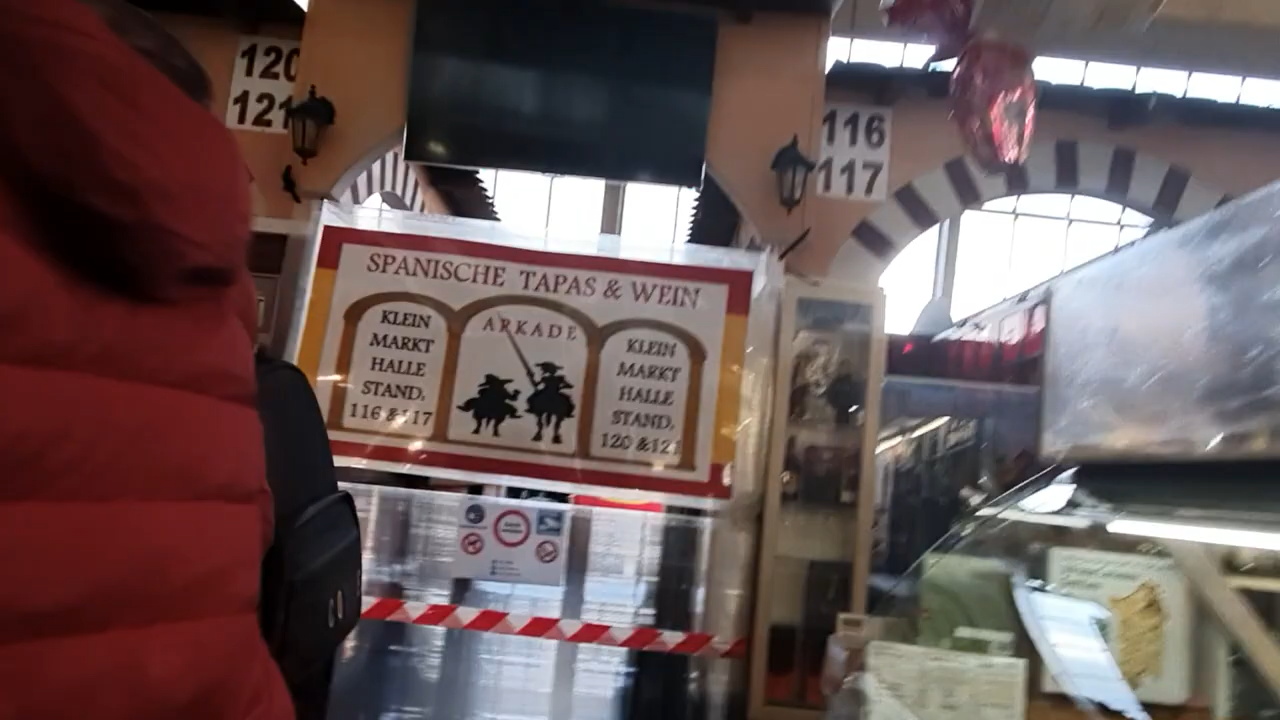 120
121
116
117
SPANISCHE TAPAS & WEIN
KLEIN
MARKT
HALLE
STAND,
116 & 117
ARKADE
KLEIN
MARKT
HALLE
STAND,
120 & 121